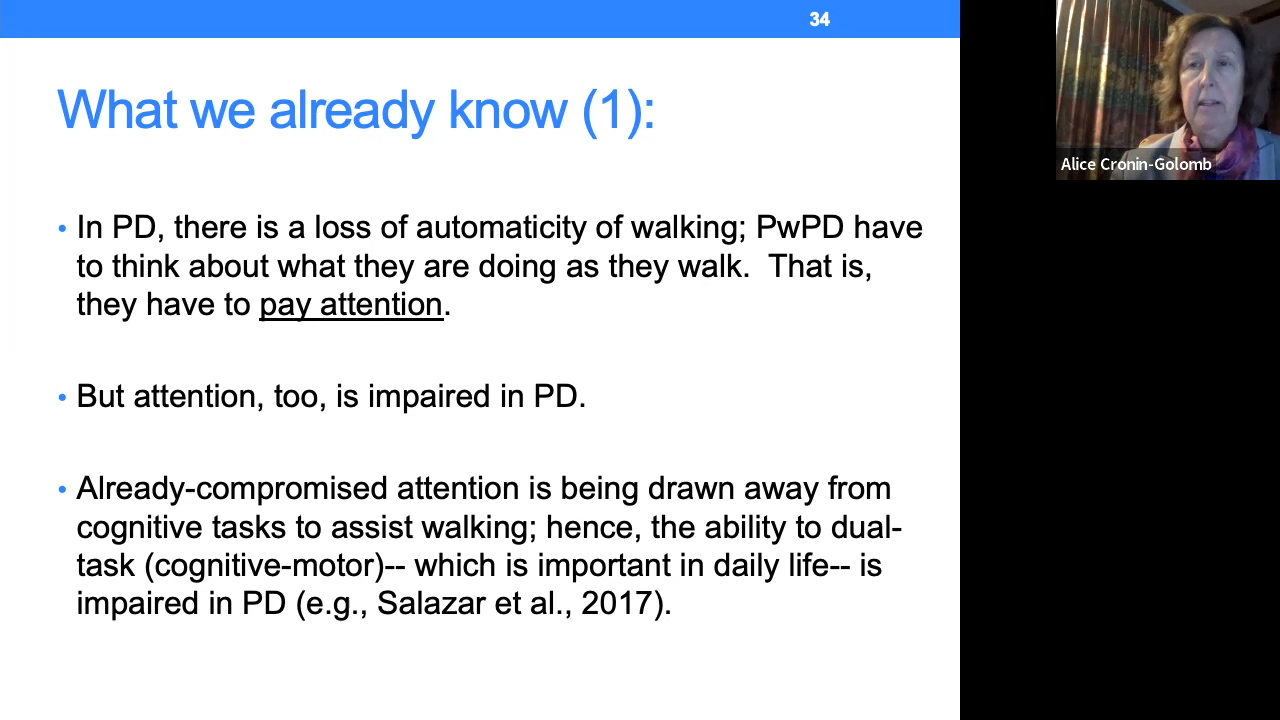 34
What we already know (1):
• In PD, there is a loss of automaticity of walking; PwPD have
to think about what they are doing as they walk.  That is,
they have to pay attention.
• But attention, too, is impaired in PD.
• Already-compromised attention is being drawn away from
cognitive tasks to assist walking; hence, the ability to dual-
task (cognitive-motor)-- which is important in daily life-- is
impaired in PD (e.g., Salazar et al., 2017).
Alice Cronin-Golomb